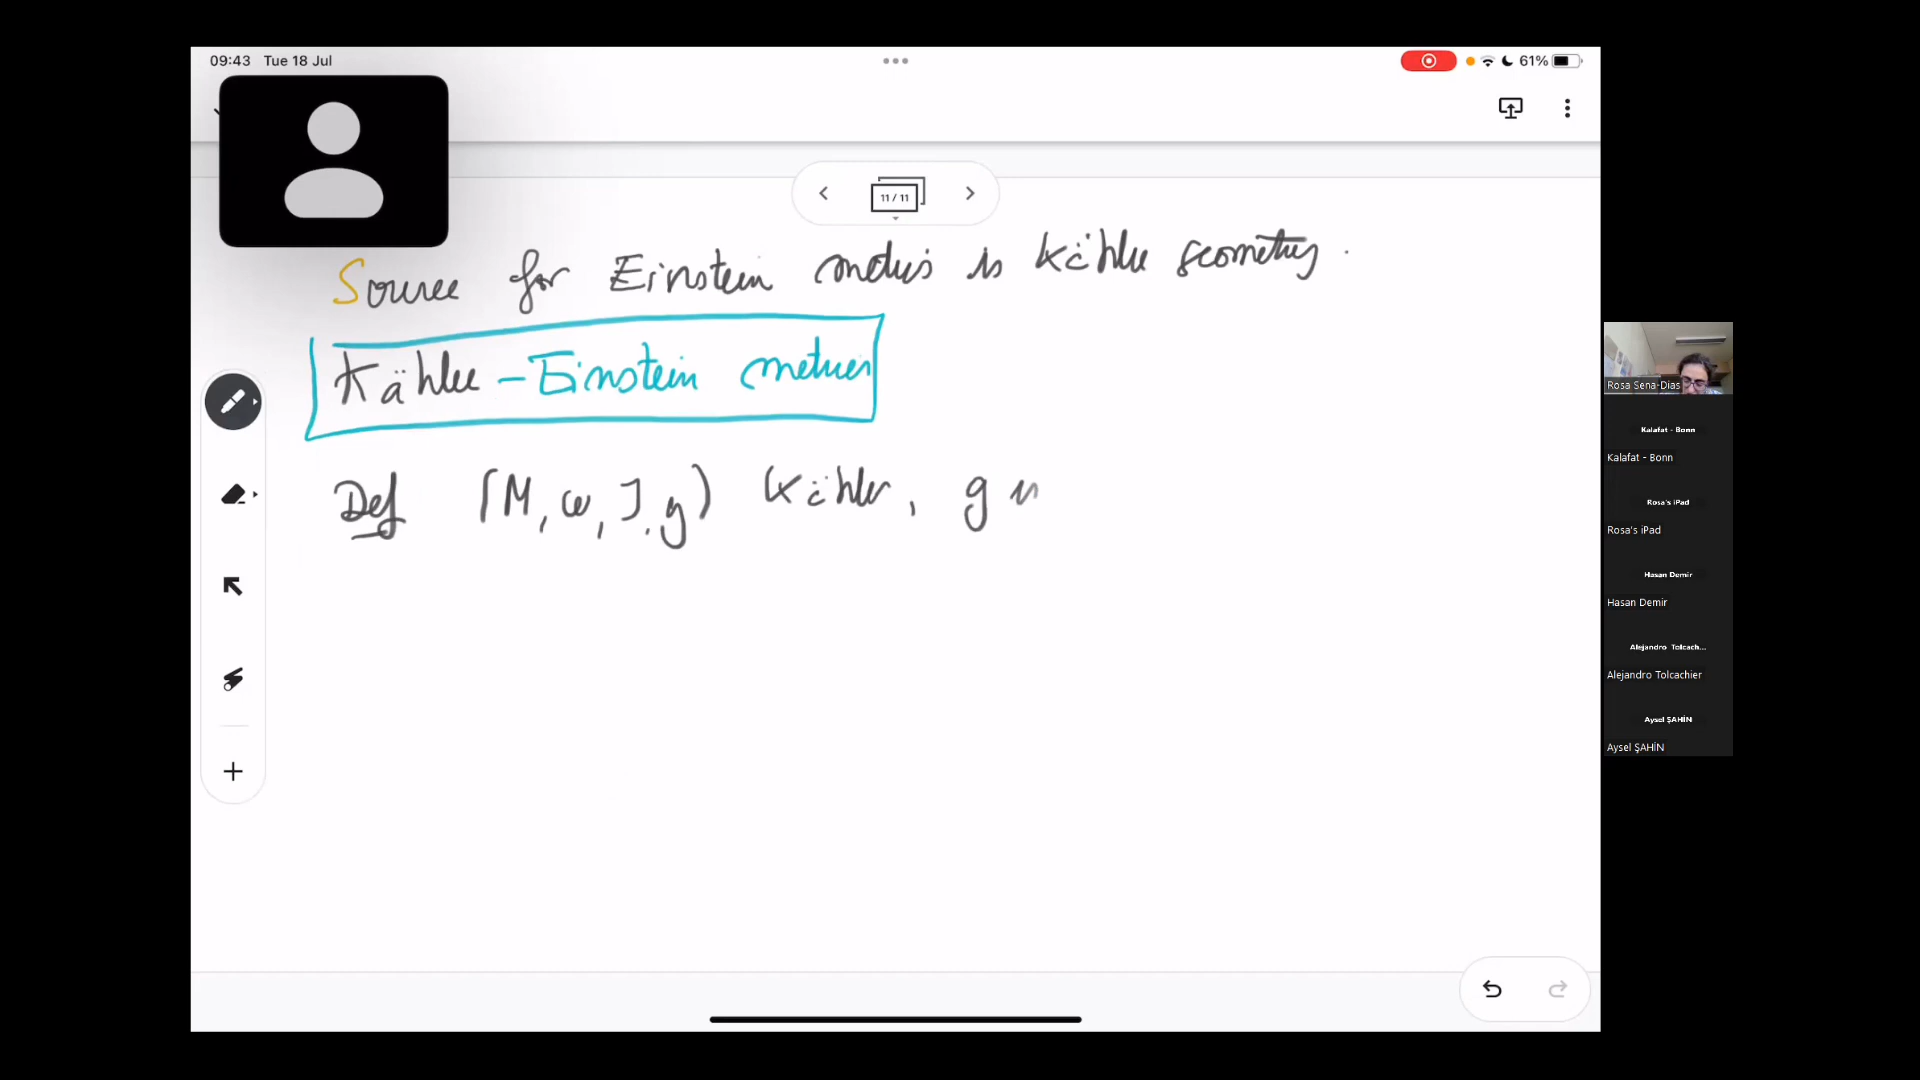 09:43 Tue 18 Jul
61%
11 / 11
Source for Einstein metrics is Kähler geometry.
Kähler - Einstein metrics
Def (M, ω, J, g) Kähler, g
Rosa Sena-Dias
Kalafat - Bonn
Kalafat - Bonn
Rosa's iPad
Rosa's iPad
Hasan Demir
Hasan Demir
Alejandro Tolcach...
Alejandro Tolcachier
Aysel ŞAHİN
Aysel ŞAHİN